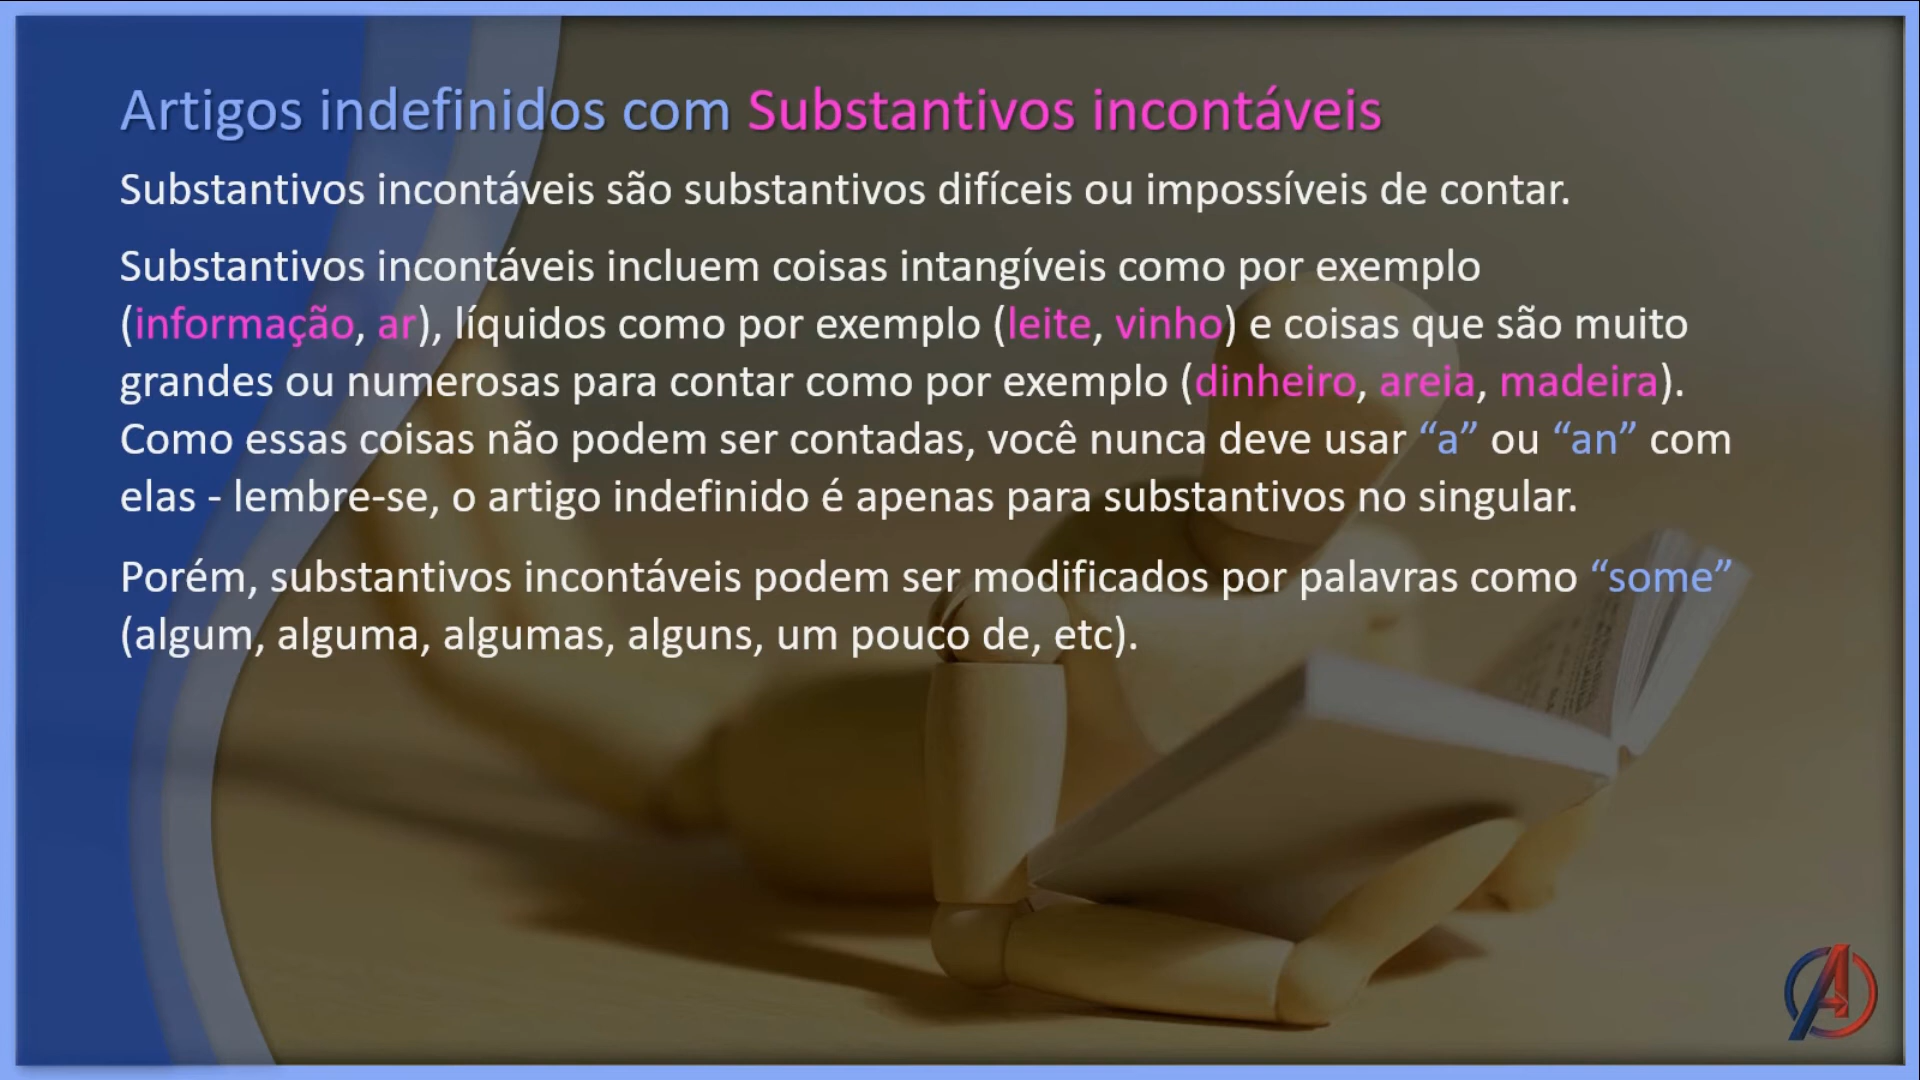 Artigos indefinidos com Substantivos incontáveis
Substantivos incontáveis são substantivos difíceis ou impossíveis de contar.
Substantivos incontáveis incluem coisas intangíveis como por exemplo
(informação, ar), líquidos como por exemplo (leite, vinho) e coisas que são muito
grandes ou numerosas para contar como por exemplo (dinheiro, areia, madeira).
Como essas coisas não podem ser contadas, você nunca deve usar “a” ou “an” com
elas - lembre-se, o artigo indefinido é apenas para substantivos no singular.
Porém, substantivos incontáveis podem ser modificados por palavras como “some”
(algum, alguma, algumas, alguns, um pouco de, etc).